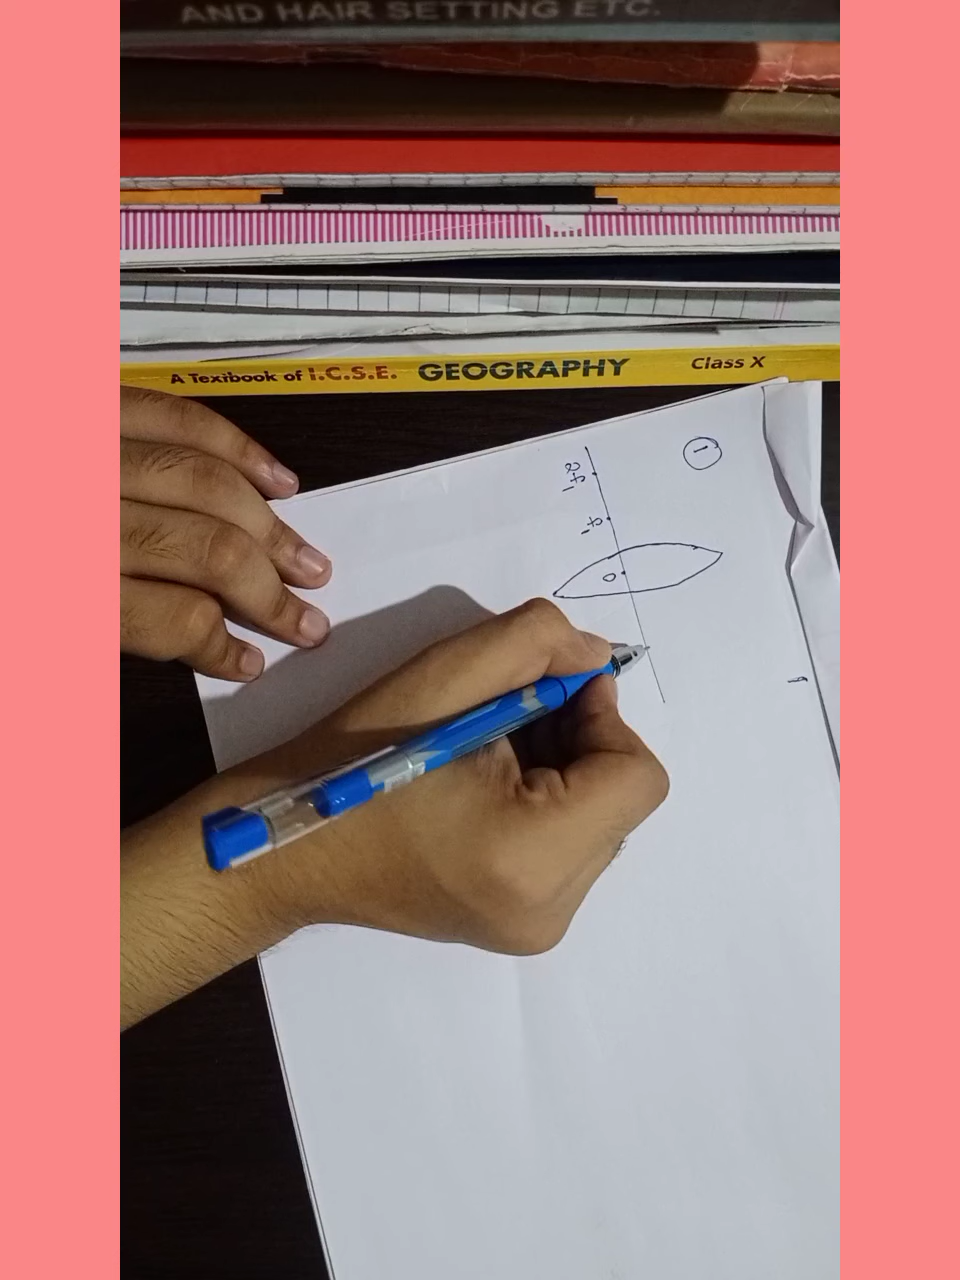 AND HAIR SETTING ETC.
A Textbook of I.C.S.E. GEOGRAPHY Class X
1
2f'
f'
O